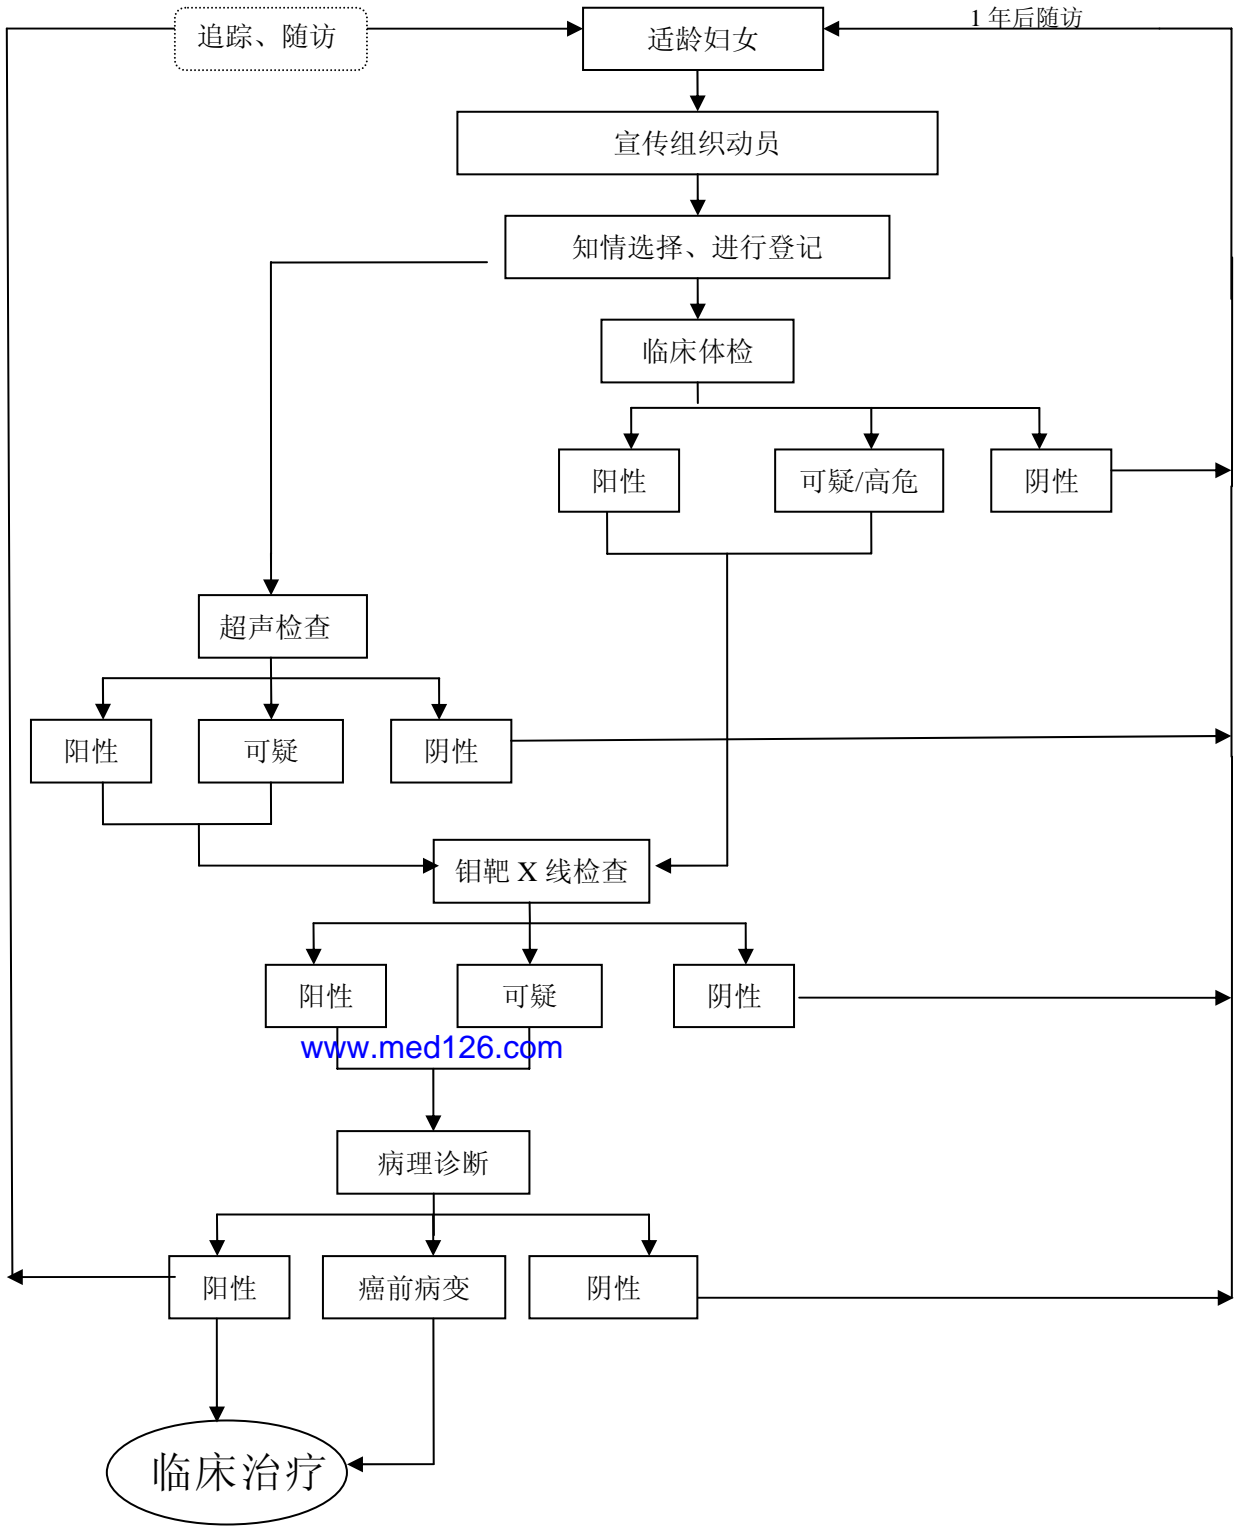 追踪、随访
适龄妇女
1 年后随访
宣传组织动员
知情选择、进行登记
临床体检
阳性
可疑/高危
阴性
超声检查
阳性
可疑
阴性
钼靶 X 线检查
阳性
可疑
阴性
www.med126.com
病理诊断
阳性
癌前病变
阴性
临床治疗